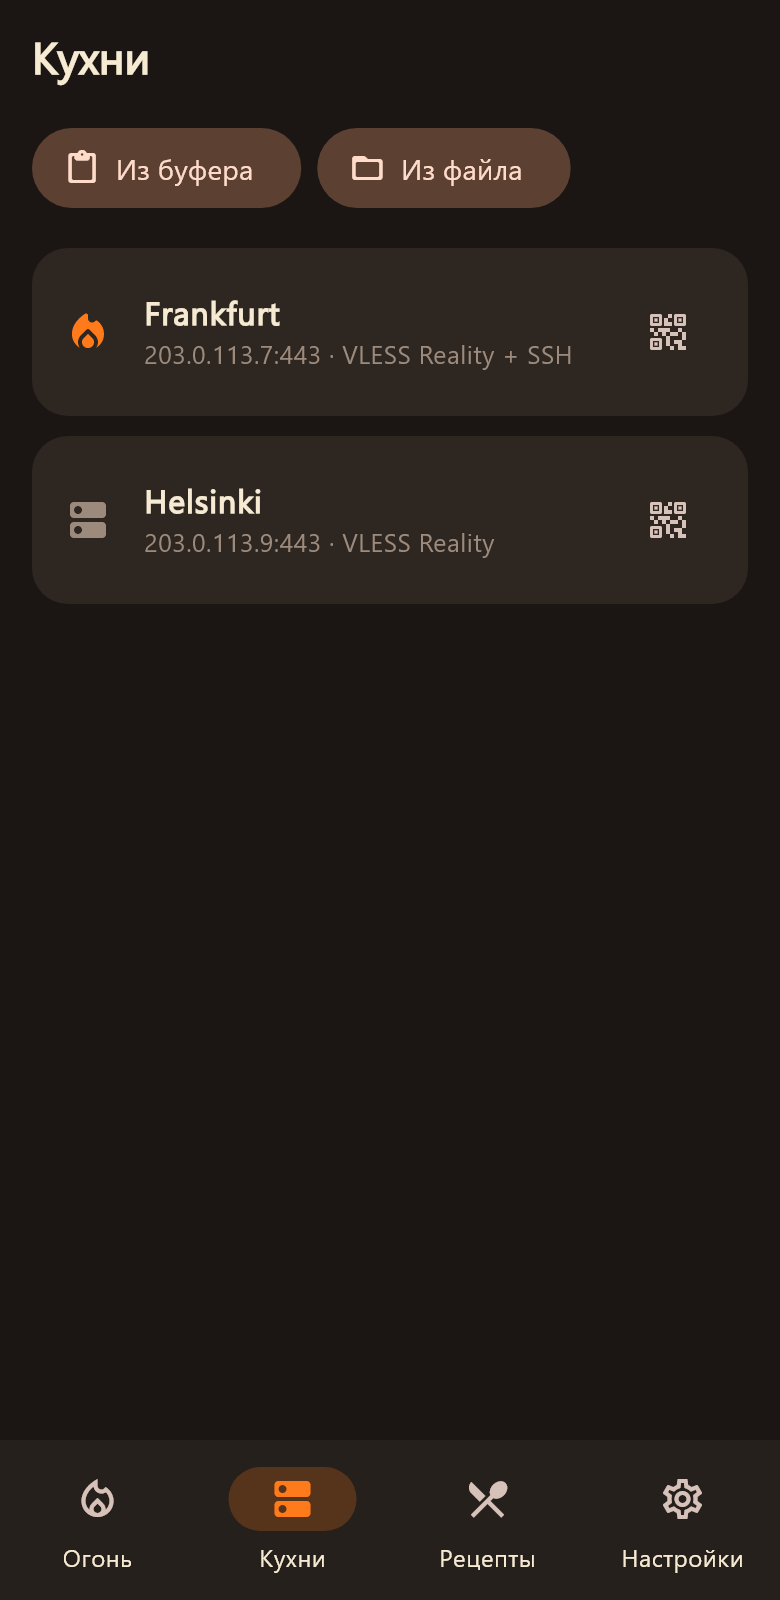 Кухни
Из буфера
Из файла
Frankfurt
203.0.113.7:443 · VLESS Reality + SSH
Helsinki
203.0.113.9:443 · VLESS Reality
Огонь
Кухни
Рецепты
Настройки